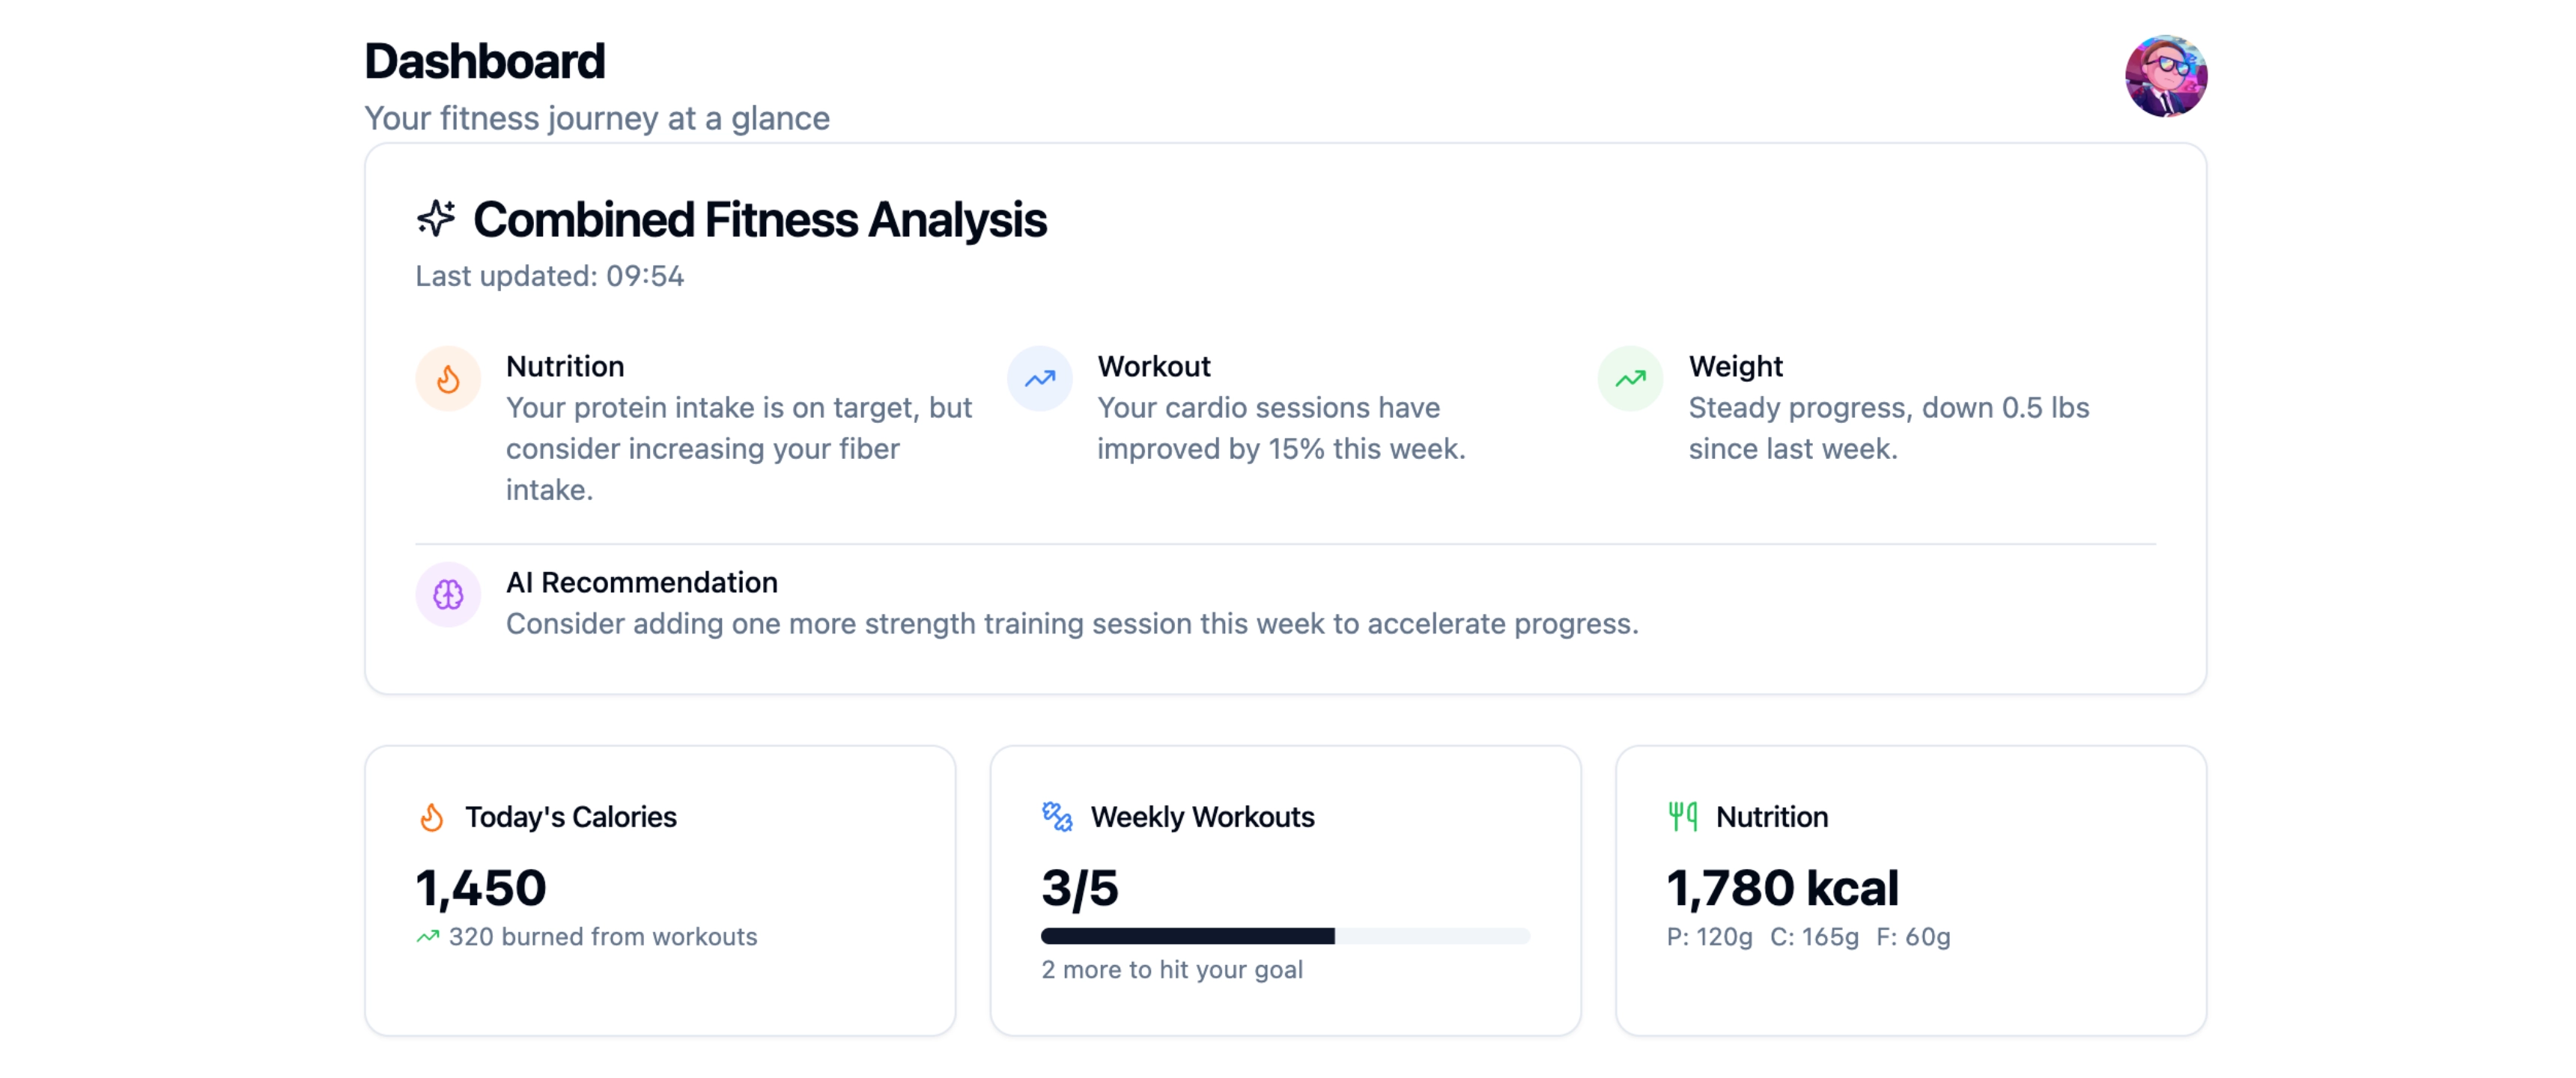 Dashboard
Your fitness journey at a glance
Combined Fitness Analysis
Last updated: 09:54
Nutrition
Your protein intake is on target, but
consider increasing your fiber
intake.
Workout
Your cardio sessions have
improved by 15% this week.
Weight
Steady progress, down 0.5 lbs
since last week.
AI Recommendation
Consider adding one more strength training session this week to accelerate progress.
Today's Calories
1,450
320 burned from workouts
Weekly Workouts
3/5
2 more to hit your goal
Nutrition
1,780 kcal
P: 120g C: 165g F: 60g